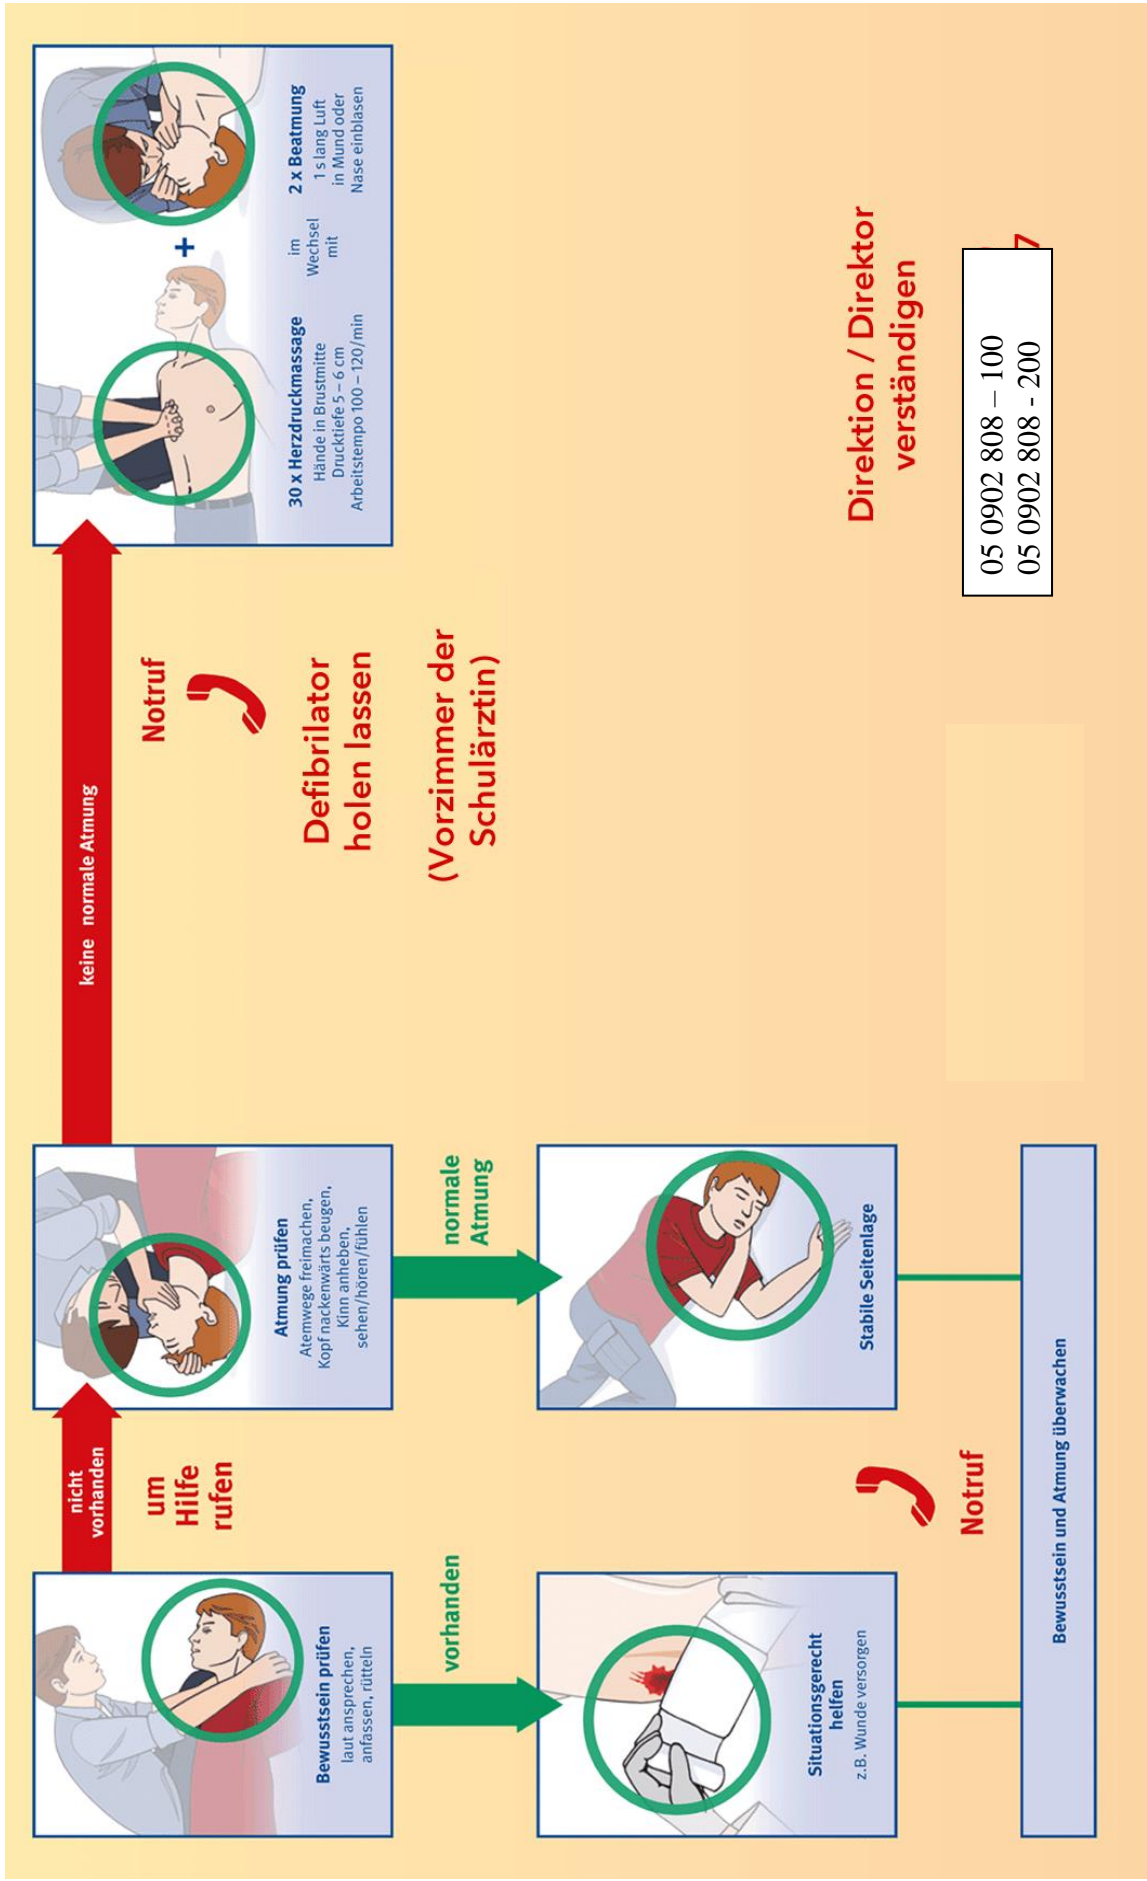 Bewusstsein prüfen
laut ansprechen,
anfassen, rütteln
nicht
vorhanden
um
Hilfe
rufen
Atmung prüfen
Atemwege freimachen,
Kopf nackenwärts beugen,
Kinn anheben,
sehen/hören/fühlen
keine normale Atmung
Notruf
Defibrilator
holen lassen
(Vorzimmer der
Schulärztin)
30 x Herzdruckmassage
Hände in Brustmitte
Drucktiefe 5 – 6 cm
Arbeitstempo 100 – 120/min
im
Wechsel
mit
+
2 x Beatmung
1 s lang Luft
in Mund oder
Nase einblasen
vorhanden
normale
Atmung
Situationsgerecht
helfen
z.B. Wunde versorgen
Stabile Seitenlage
Notruf
Direktion / Direktor
verständigen
05 0902 808 – 100
05 0902 808 - 200
7
Bewusstsein und Atmung überwachen